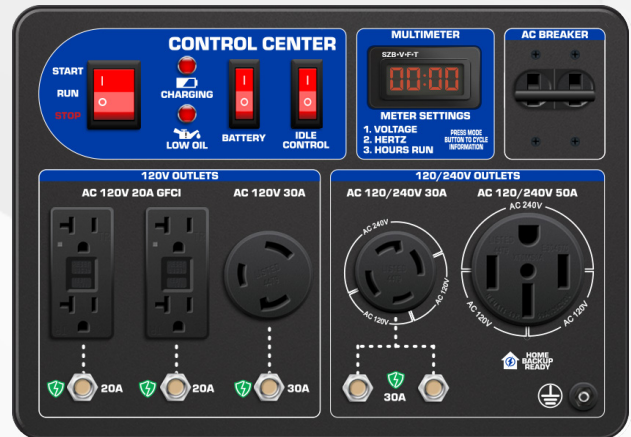 CONTROL CENTER
START
RUN
STOP
CHARGING
LOW OIL
BATTERY
IDLE
CONTROL
MULTIMETER
SZB•V•F•T
00:00
METER SETTINGS
1. VOLTAGE
2. HERTZ
3. HOURS RUN
PRESS MODE
BUTTON TO CYCLE
INFORMATION
AC BREAKER
120V OUTLETS
AC 120V 20A GFCI
AC 120V 30A
20A
20A
30A
120/240V OUTLETS
AC 120/240V 30A
AC 120/240V 50A
AC 240V
AC 120V
AC 120V
AC 240V
AC 120V
AC 120V
30A
HOME
BACKUP
READY